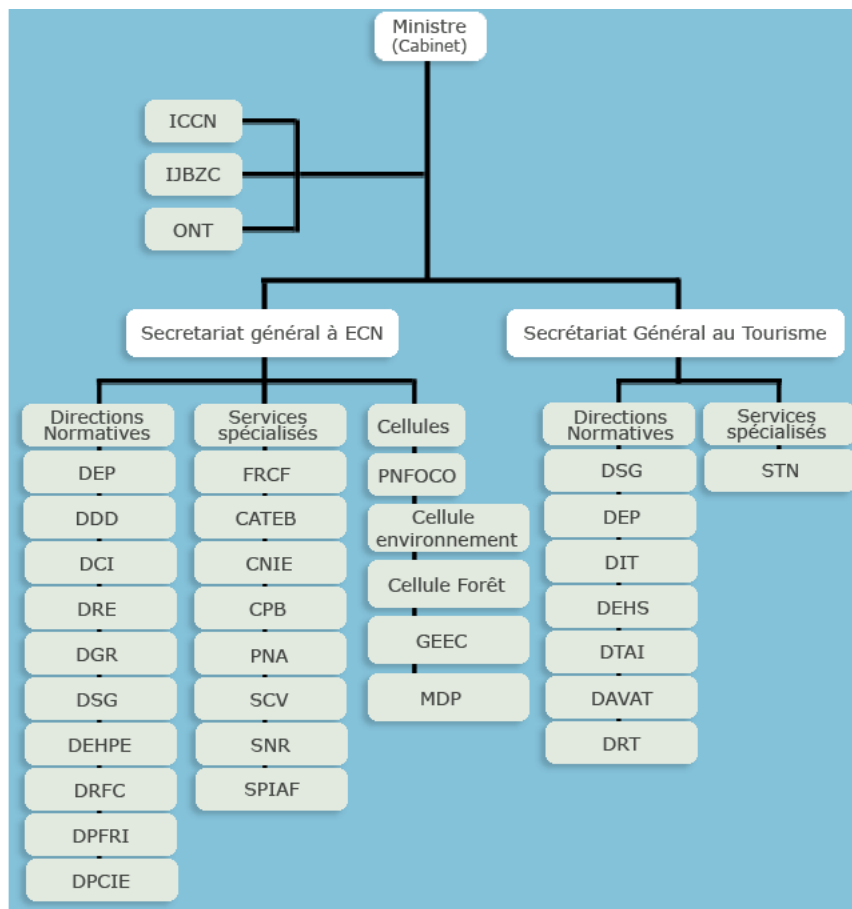 Ministre
(Cabinet)
ICCN
IJBZC
ONT
Secretariat général à ECN
Secrétariat Général au Tourisme
Directions
Normatives
DEP
DDD
DCI
DRE
DGR
DSG
DEHPE
DRFC
DPFRI
DPCIE
Services
spécialisés
FRCF
CATEB
CNIE
CPB
PNA
SCV
SNR
SPIAF
Cellules
PNFOCO
Cellule
environnement
Cellule Forêt
GEEC
MDP
Directions
Normatives
DSG
DEP
DIT
DEHS
DTAI
DAVAT
DRT
Services
spécialisés
STN